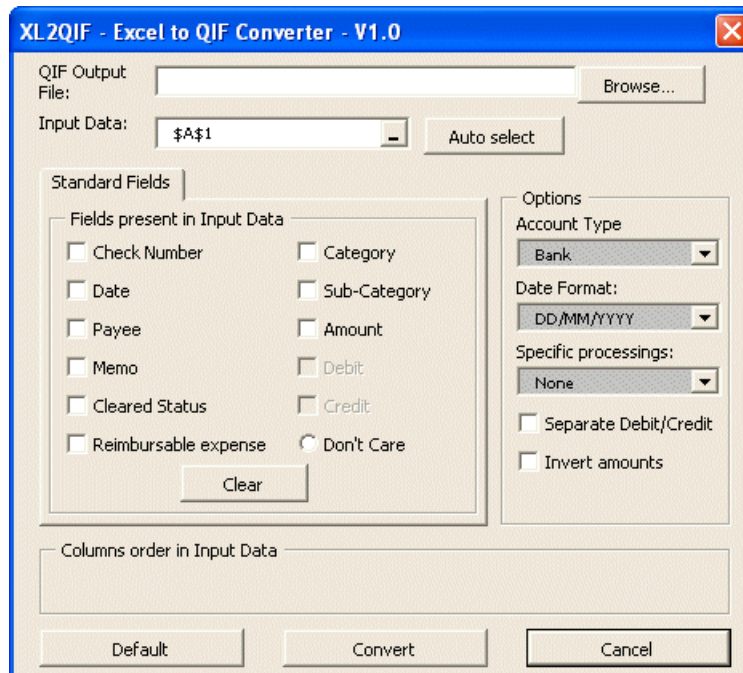 XL2QIF - Excel to QIF Converter - V1.0
QIF Output
File:
Browse...
Input Data:
$A$1
Auto select
Standard Fields
Fields present in Input Data
Check Number
Category
Date
Sub-Category
Payee
Amount
Memo
Debit
Cleared Status
Credit
Reimbursable expense
Don't Care
Clear
Options
Account Type
Bank
Date Format:
DD/MM/YYYY
Specific processings:
None
Separate Debit/Credit
Invert amounts
Columns order in Input Data
Default
Convert
Cancel